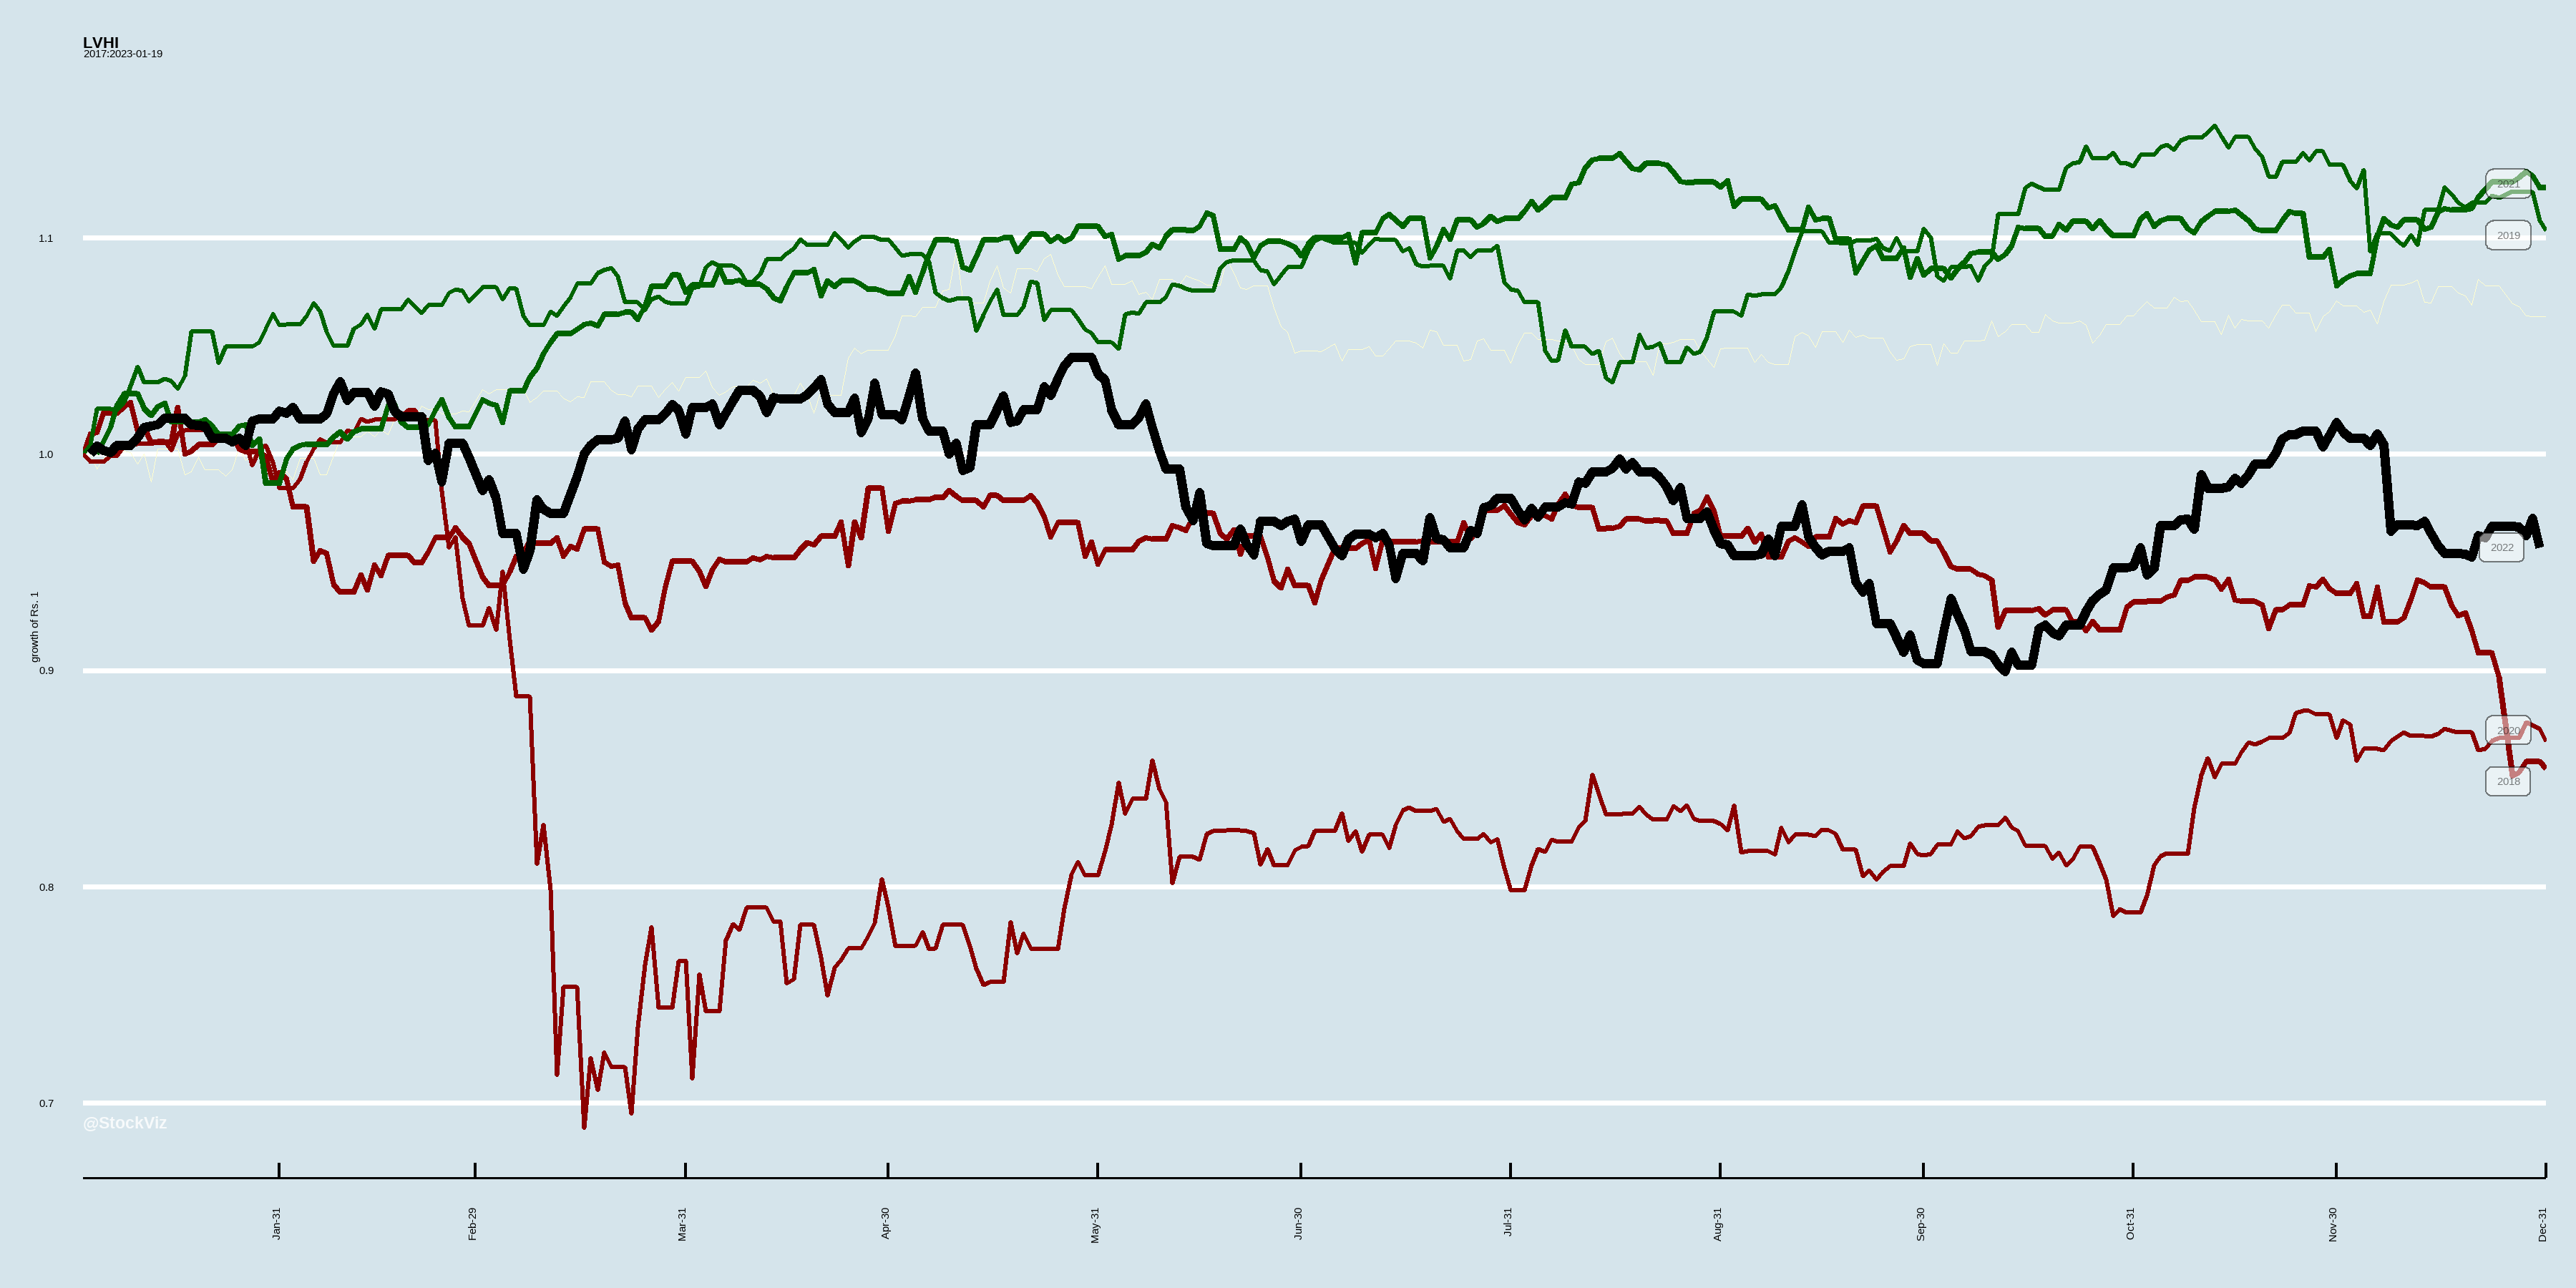 LVHI
2017:2023-01-19
growth of Rs. 1
1.1
1.0
0.9
0.8
0.7
2021
2019
2022
2020
2018
@StockViz
Jan-31
Feb-29
Mar-31
Apr-30
May-31
Jun-30
Jul-31
Aug-31
Sep-30
Oct-31
Nov-30
Dec-31